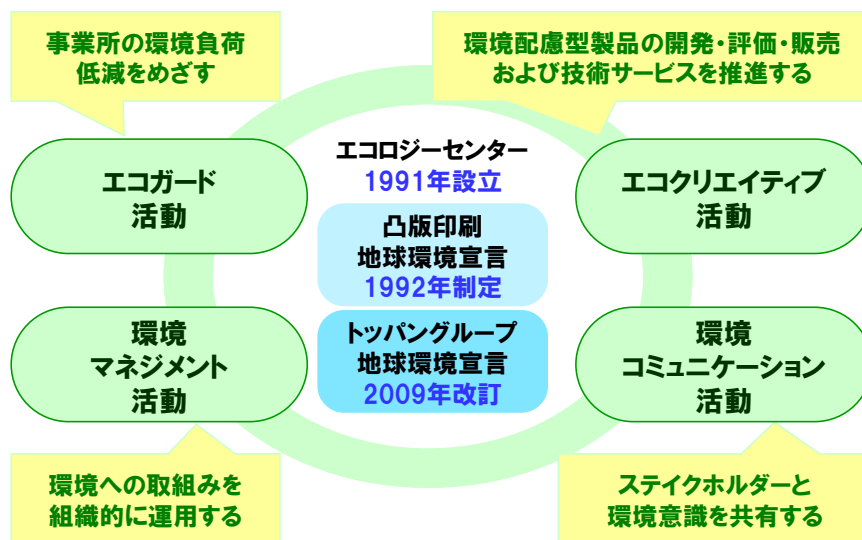 事業所の環境負荷
低減をめざす
環境配慮型製品の開発・評価・販売
および技術サービスを推進する
エコガード
活動
エコロジーセンター
1991年設立
凸版印刷
地球環境宣言
1992年制定
トッパングループ
地球環境宣言
2009年改訂
エコクリエイティブ
活動
環境
マネジメント
活動
環境
コミュニケーション
活動
環境への取組みを
組織的に運用する
ステイクホルダーと
環境意識を共有する